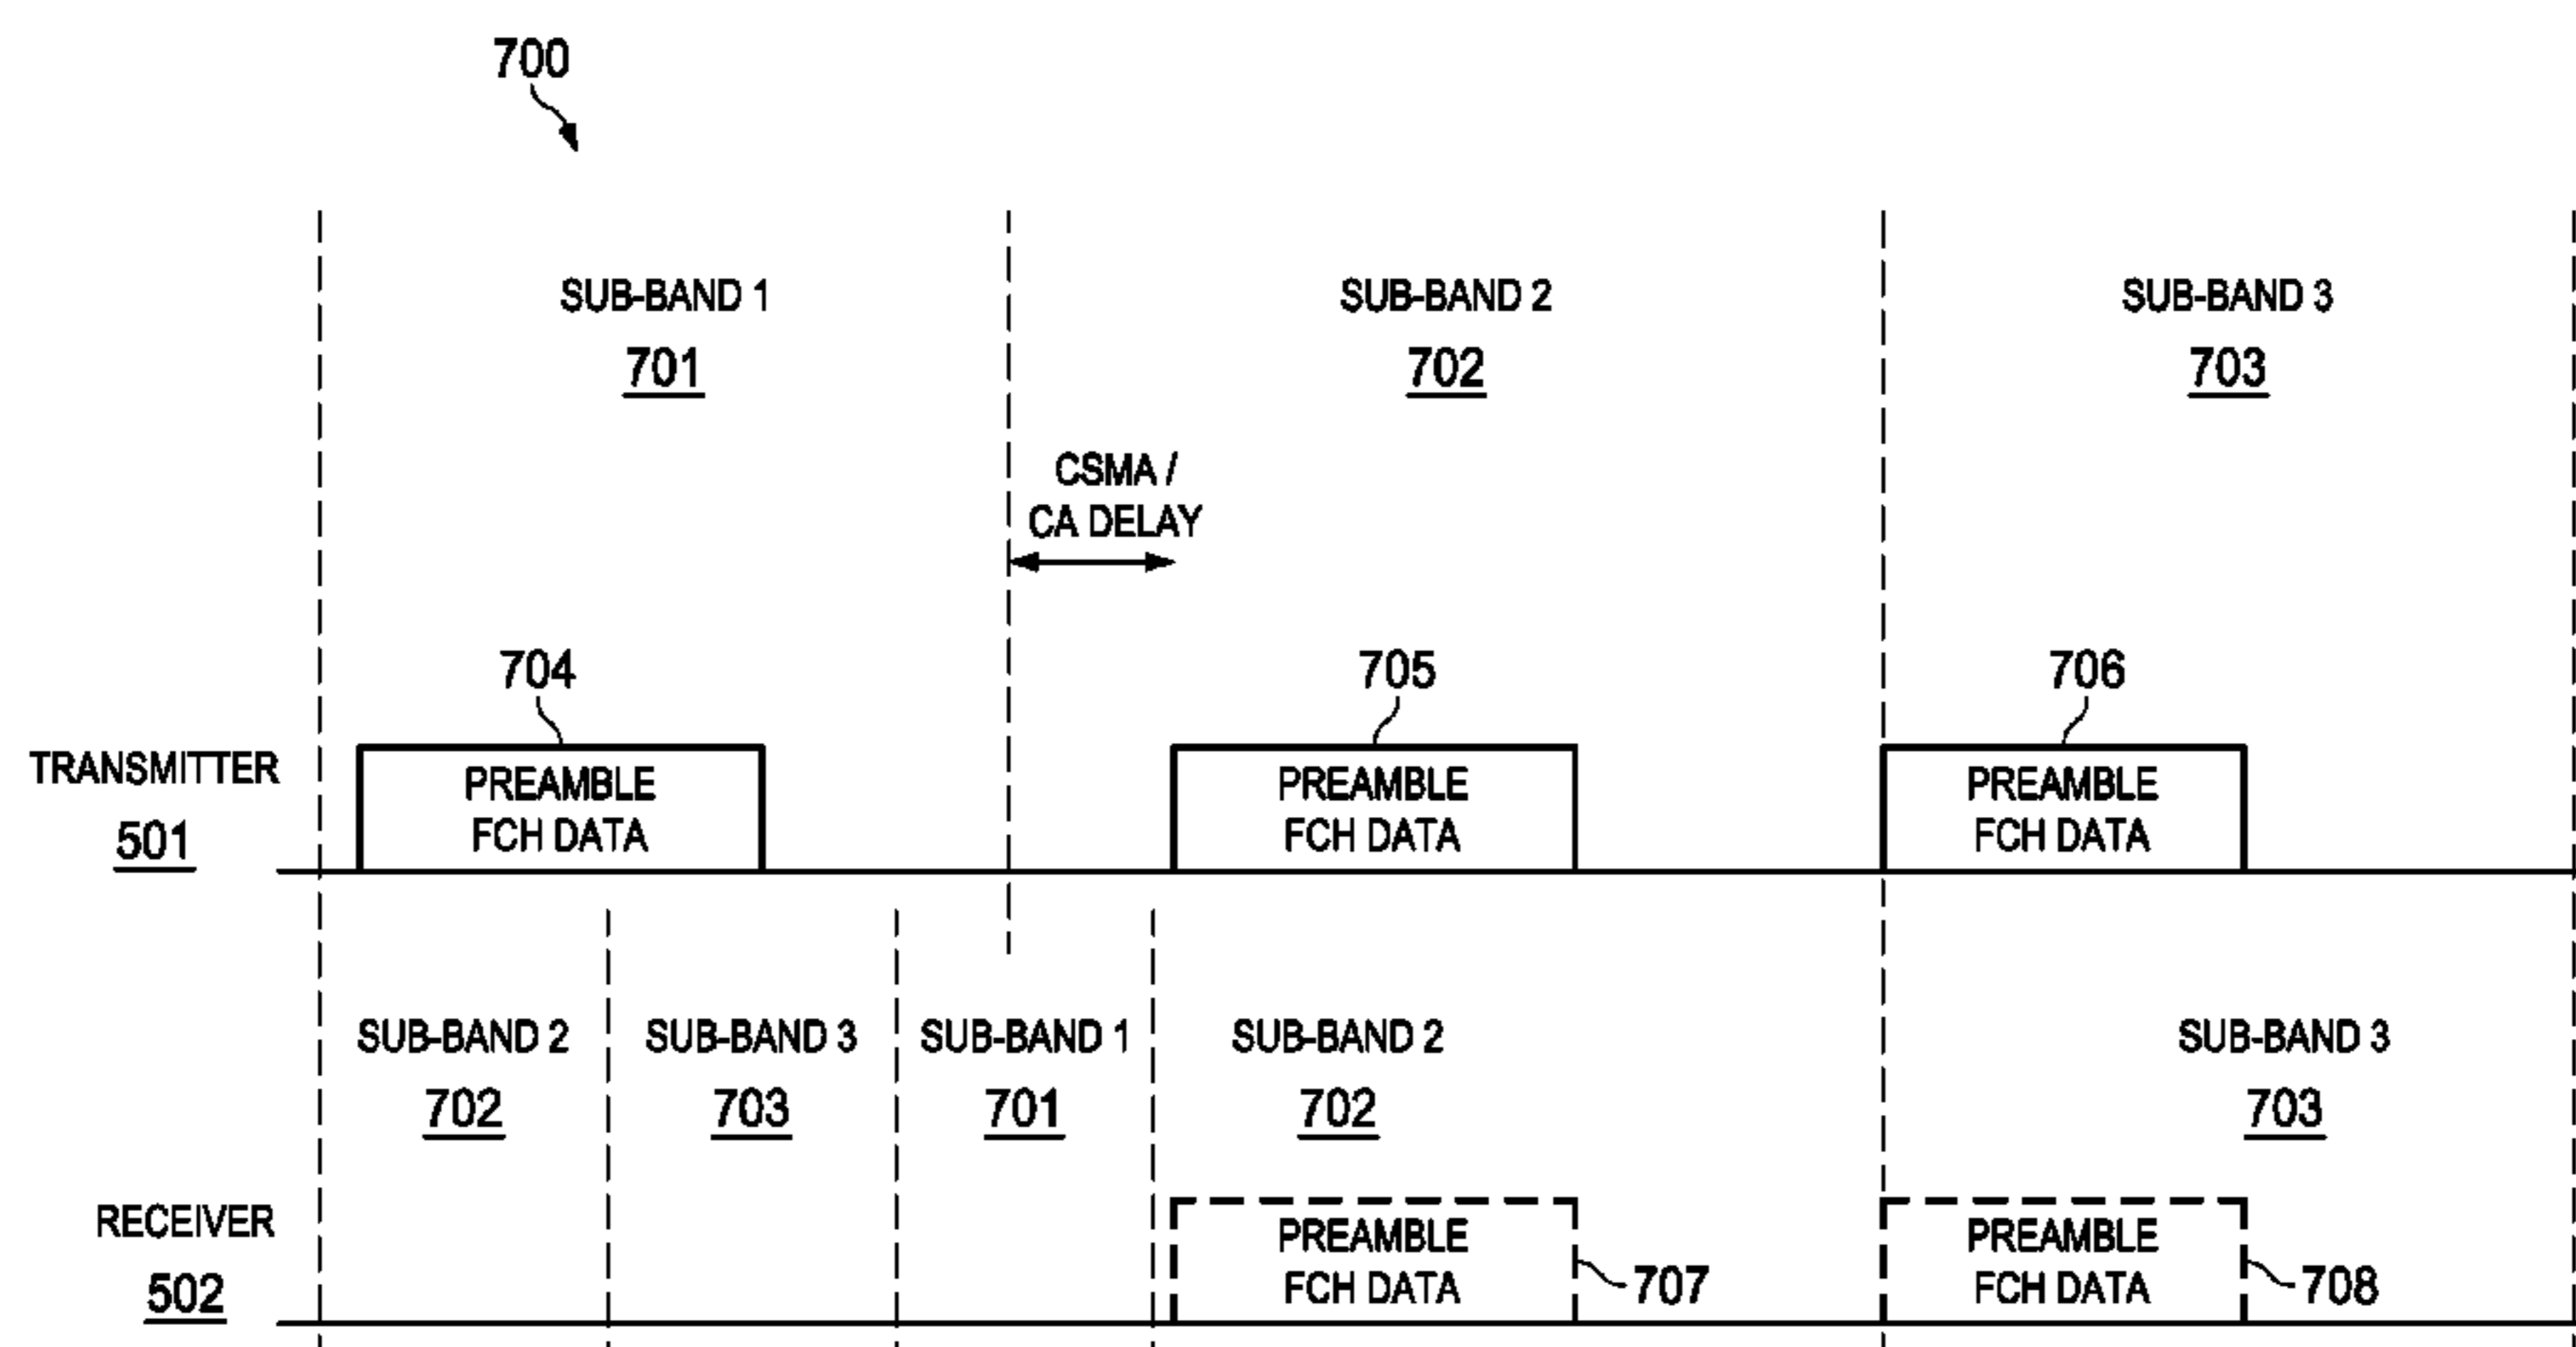 700
SUB-BAND 1
701
SUB-BAND 2
702
SUB-BAND 3
703
CSMA /
CA DELAY
704
705
706
TRANSMITTER
501
PREAMBLE
FCH DATA
PREAMBLE
FCH DATA
PREAMBLE
FCH DATA
SUB-BAND 2
702
SUB-BAND 3
703
SUB-BAND 1
701
SUB-BAND 2
702
SUB-BAND 3
703
RECEIVER
502
PREAMBLE
FCH DATA
707
PREAMBLE
FCH DATA
708